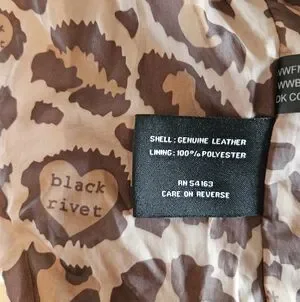 SHELL: GENUINE LEATHER
LINING: 100% POLYESTER
RN 54163
CARE ON REVERSE
black
rivet